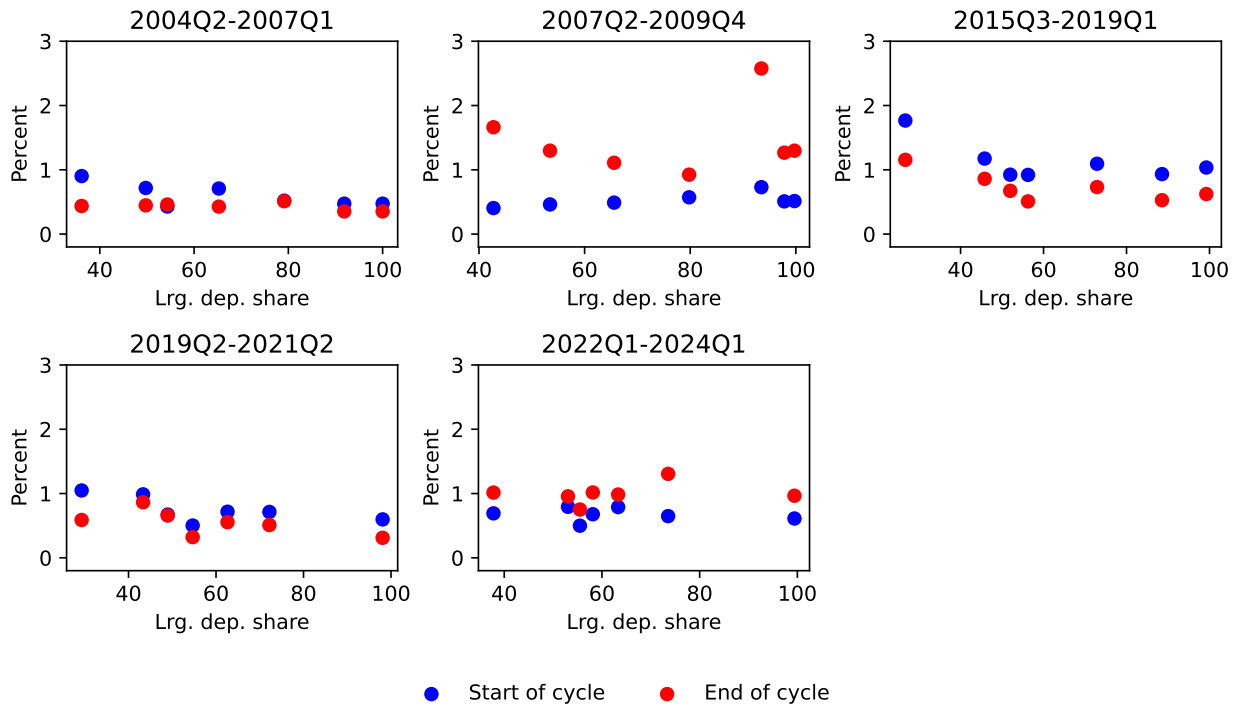 2004Q2-2007Q1
3
2
1
0
Percent
40
60
80
100
Lrg. dep. share
2007Q2-2009Q4
3
2
1
0
Percent
40
60
80
100
Lrg. dep. share
2015Q3-2019Q1
3
2
1
0
Percent
40
60
80
100
Lrg. dep. share
2019Q2-2021Q2
3
2
1
0
Percent
40
60
80
100
Lrg. dep. share
2022Q1-2024Q1
3
2
1
0
Percent
40
60
80
100
Lrg. dep. share
Start of cycle
End of cycle